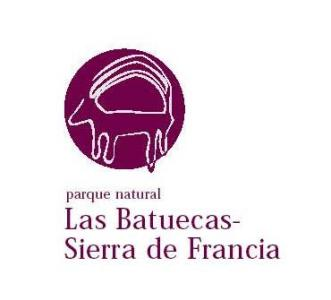 parque natural
Las Batuecas-
Sierra de Francia